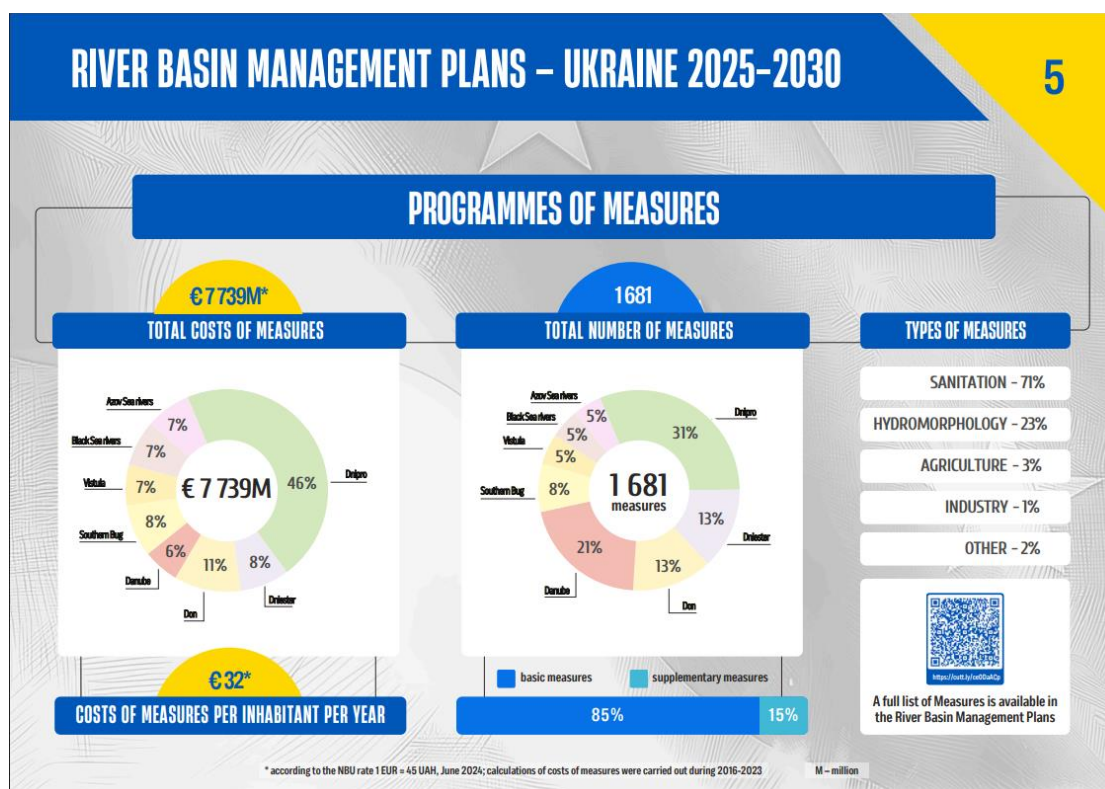 RIVER BASIN MANAGEMENT PLANS – UKRAINE 2025–2030
5
PROGRAMMES OF MEASURES
€ 7 739M*
TOTAL COSTS OF MEASURES
Azov Sea rivers
7%
Black Sea rivers
7%
Vistula
7%
Southern Bug
8%
Danube
6%
Don
11%
Dniester
8%
Dnipro
46%
€ 7 739M
€ 32*
COSTS OF MEASURES PER INHABITANT PER YEAR
1 681
TOTAL NUMBER OF MEASURES
Azov Sea rivers
5%
Black Sea rivers
5%
Vistula
5%
Southern Bug
8%
Danube
21%
Don
13%
Dniester
13%
Dnipro
31%
1 681
measures
basic measures
supplementary measures
85%
15%
TYPES OF MEASURES
SANITATION – 71%
HYDROMORPHOLOGY – 23%
AGRICULTURE – 3%
INDUSTRY – 1%
OTHER – 2%
A full list of Measures is available in
the River Basin Management Plans
* according to the NBU rate 1 EUR = 45 UAH, June 2024; calculations of costs of measures were carried out during 2016-2023
M – million